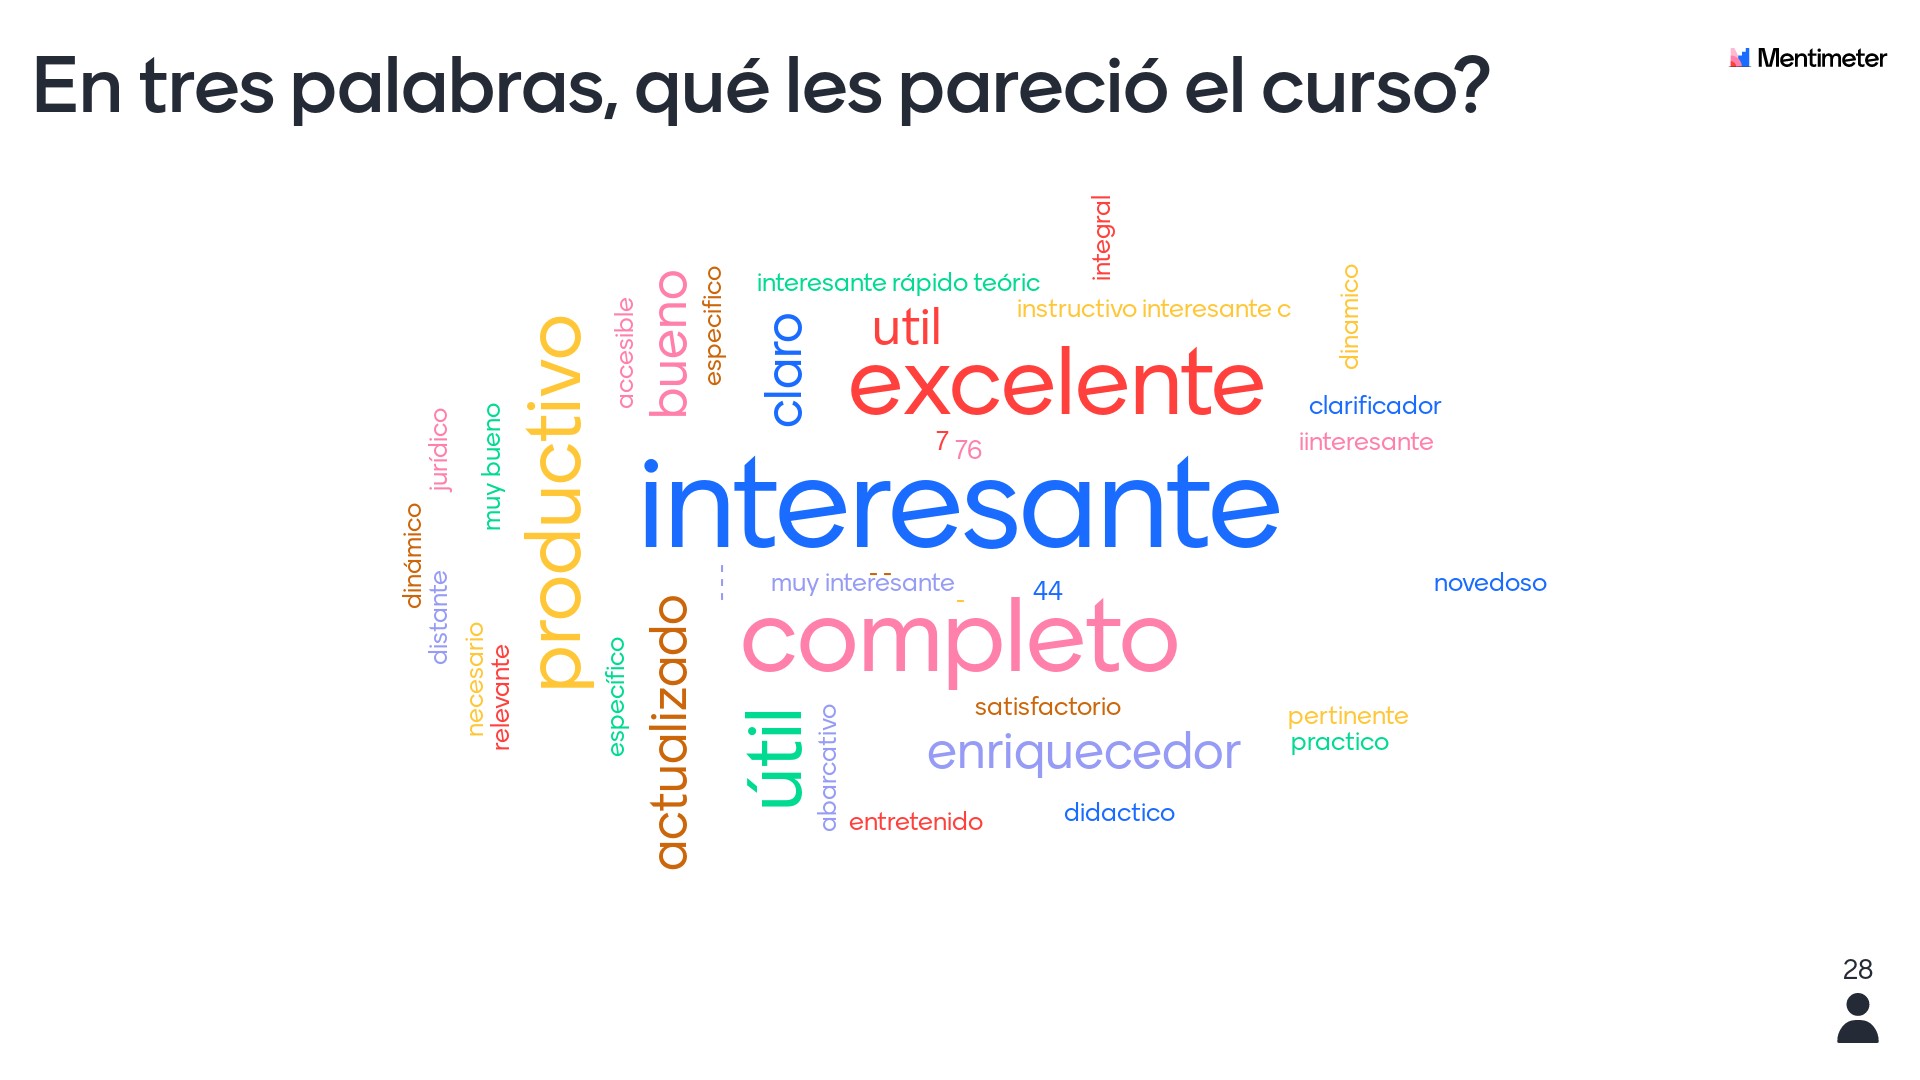 En tres palabras, qué les pareció el curso?
Mentimeter
integral
interesante rápido teóric
instructivo interesante c
dinamico
accesible
bueno
especifico
claro
util
excelente
productivo
clarificador
iinteresante
jurídico
muy bueno
7
76
interesante
dinámico
distante
- - - -
muy interesante
- -
-
44
novedoso
necesario
relevante
específico
actualizado
completo
útil
abarcativo
satisfactorio
enriquecedor
pertinente
practico
entretenido
didactico
28